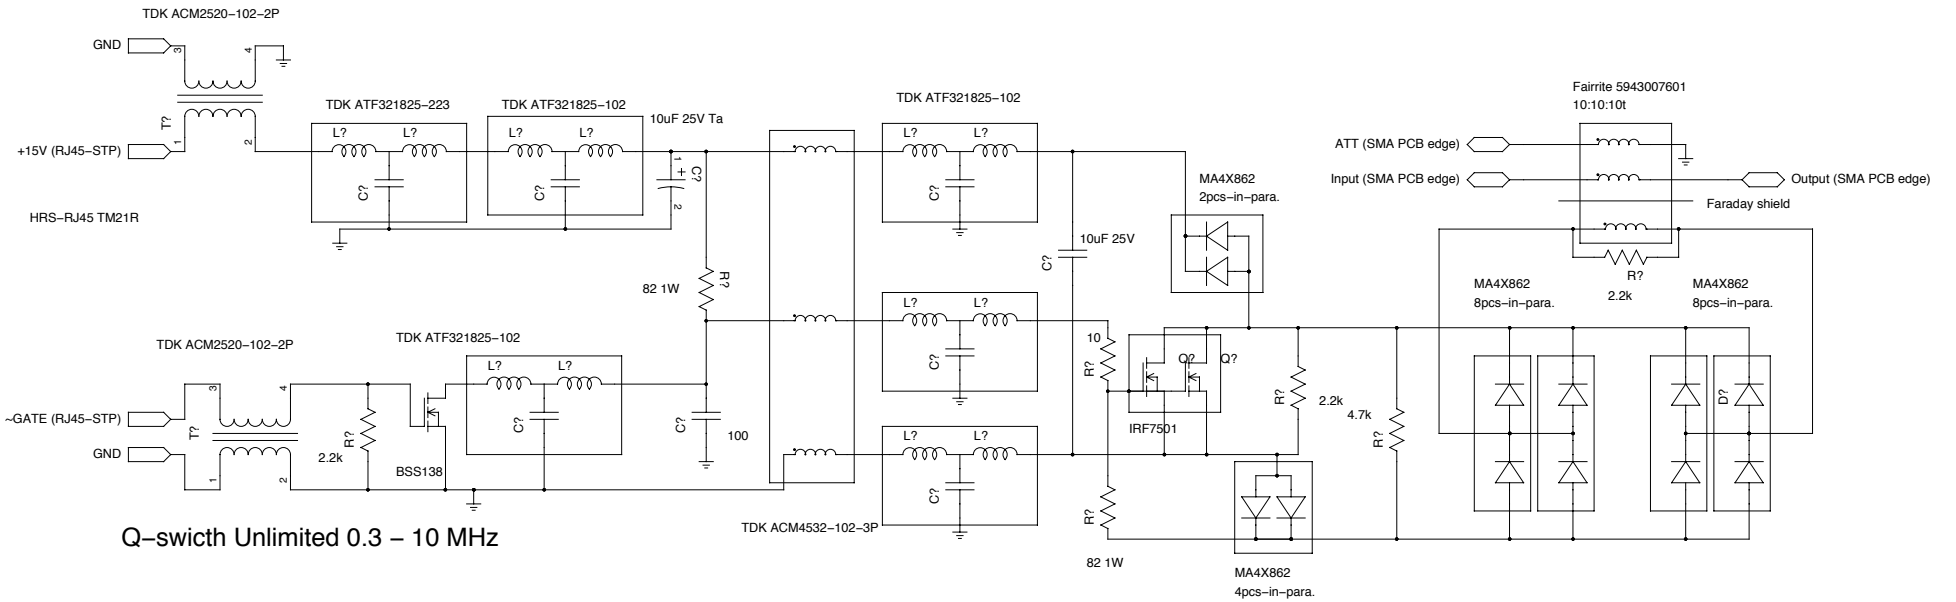 TDK ACM2520-102-2P
GND
3
4
T?
1
2
+15V (RJ45-STP)
HRS-RJ45 TM21R
TDK ATF321825-223
L?
L?
C?
TDK ATF321825-102
L?
L?
C?
10uF 25V Ta
1
+
C?
2
82 1W
R?
TDK ATF321825-102
L?
L?
C?
10uF 25V
C?
MA4X862
2pcs-in-para.
Fairrite 5943007601
10:10:10t
ATT (SMA PCB edge)
Input (SMA PCB edge)
Output (SMA PCB edge)
Faraday shield
R?
2.2k
MA4X862
8pcs-in-para.
MA4X862
8pcs-in-para.
L?
L?
C?
10
R?
Q?
Q?
IRF7501
R?
2.2k
4.7k
R?
D?
TDK ACM2520-102-2P
3
4
~GATE (RJ45-STP)
T?
GND
1
2
R?
2.2k
BSS138
TDK ATF321825-102
L?
L?
C?
C?
100
L?
L?
C?
R?
82 1W
TDK ACM4532-102-3P
MA4X862
4pcs-in-para.
Q-swicth Unlimited 0.3 - 10 MHz